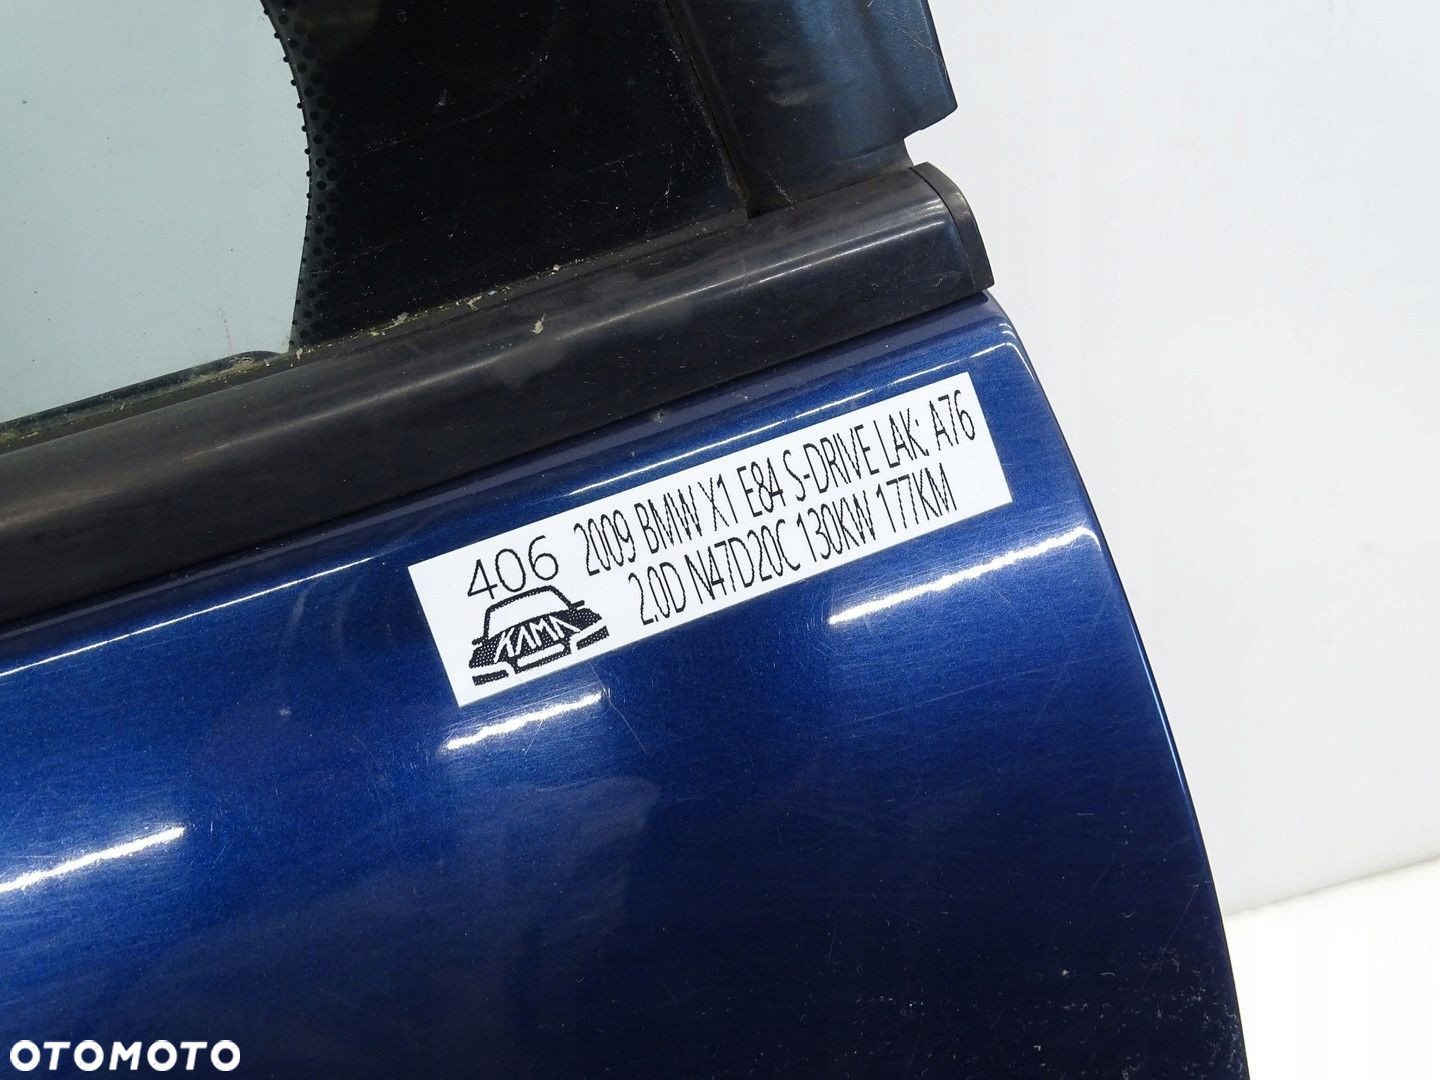 406 2009 BMW X1 E84 S-DRIVE LAK: A76
KAMA 2.0D N47D20C 130KW 177KM
OTOMOTO